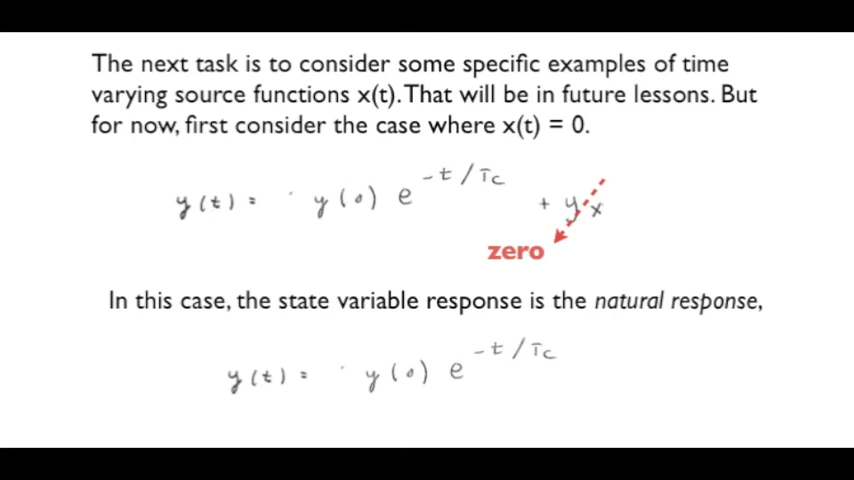 The next task is to consider some specific examples of time
varying source functions x(t). That will be in future lessons. But
for now, first consider the case where x(t) = 0.
y(t) = y(0) e^{-t/τc} + yx
zero
In this case, the state variable response is the natural response,
y(t) = y(0) e^{-t/τc}